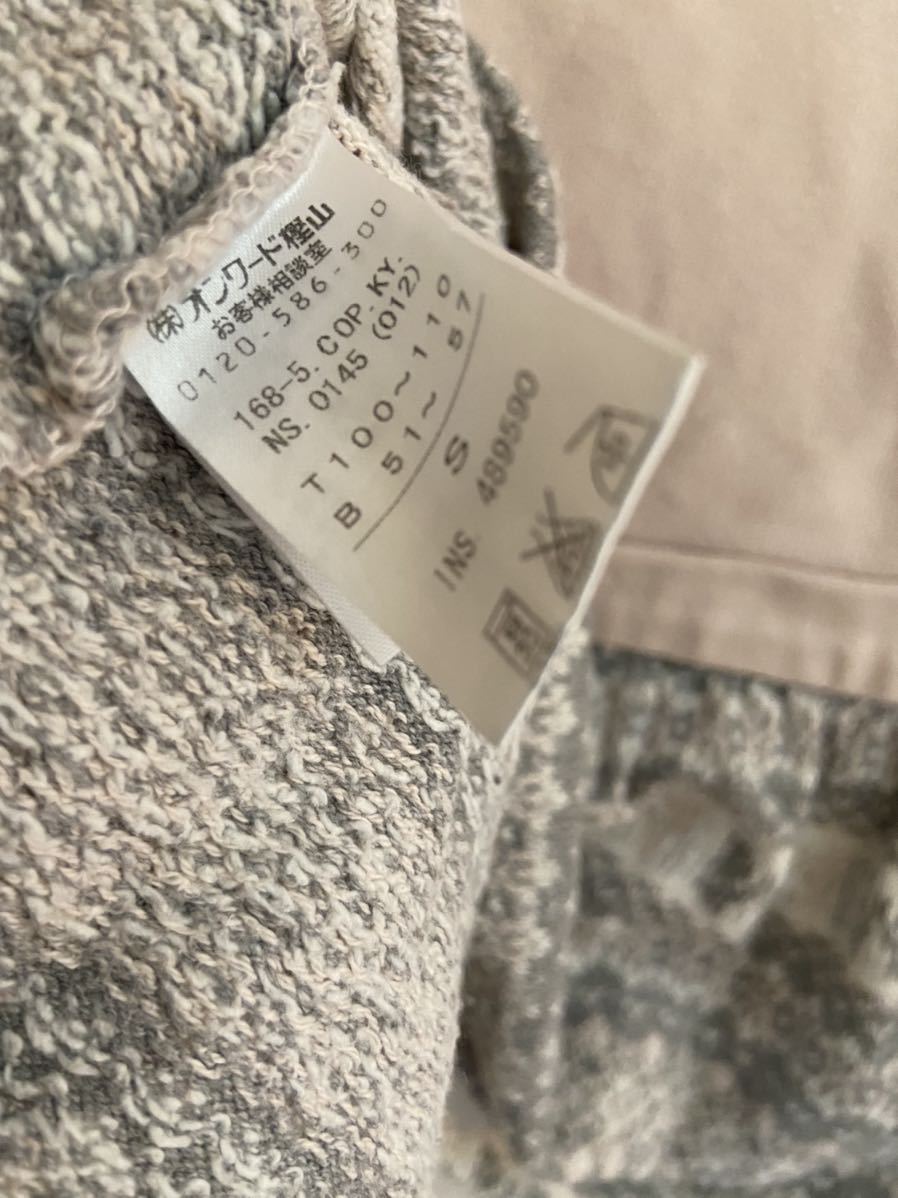 (株)オンワード樫山
お客様相談室
0120-586-300
168-5. COP. KY.
NS. 0145 (012)
T100~110
B 51~ 57
S
INS. 489590